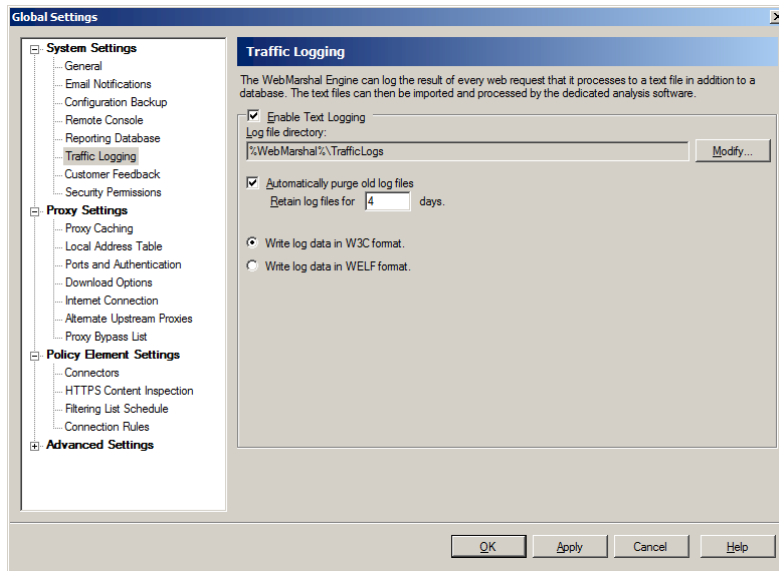 Global Settings
System Settings
General
Email Notifications
Configuration Backup
Remote Console
Reporting Database
Traffic Logging
Customer Feedback
Security Permissions
Proxy Settings
Proxy Caching
Local Address Table
Ports and Authentication
Download Options
Internet Connection
Alternate Upstream Proxies
Proxy Bypass List
Policy Element Settings
Connectors
HTTPS Content Inspection
Filtering List Schedule
Connection Rules
Advanced Settings
Traffic Logging
The WebMarshal Engine can log the result of every web request that it processes to a text file in addition to a
database. The text files can then be imported and processed by the dedicated analysis software.
Enable Text Logging
Log file directory:
%WebMarshal%\TrafficLogs
Modify...
Automatically purge old log files
Retain log files for 4 days.
Write log data in W3C format.
Write log data in WELF format.
OK Apply Cancel Help